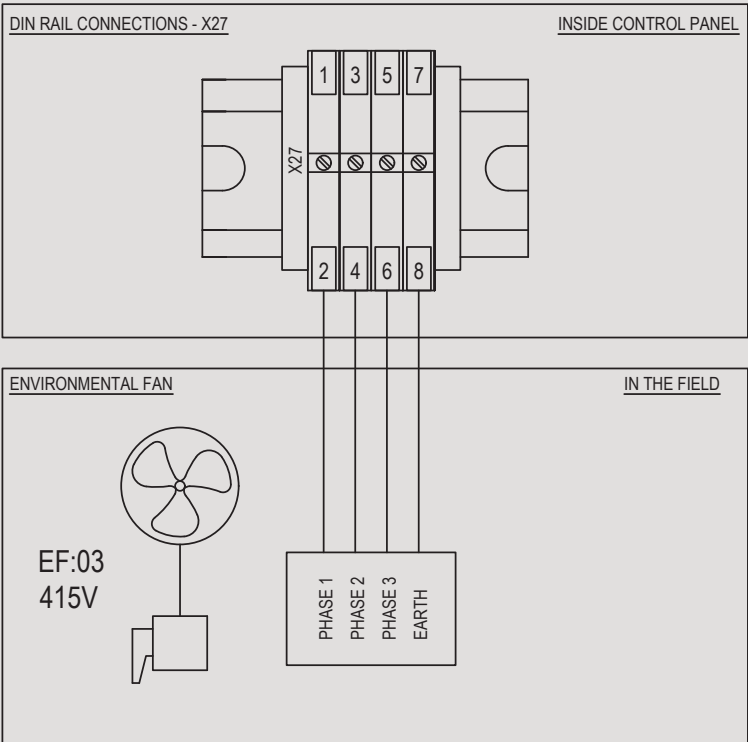 DIN RAIL CONNECTIONS - X27
INSIDE CONTROL PANEL
1 3 5 7
X27
2 4 6 8
ENVIRONMENTAL FAN
IN THE FIELD
EF:03
415V
PHASE 1
PHASE 2
PHASE 3
EARTH